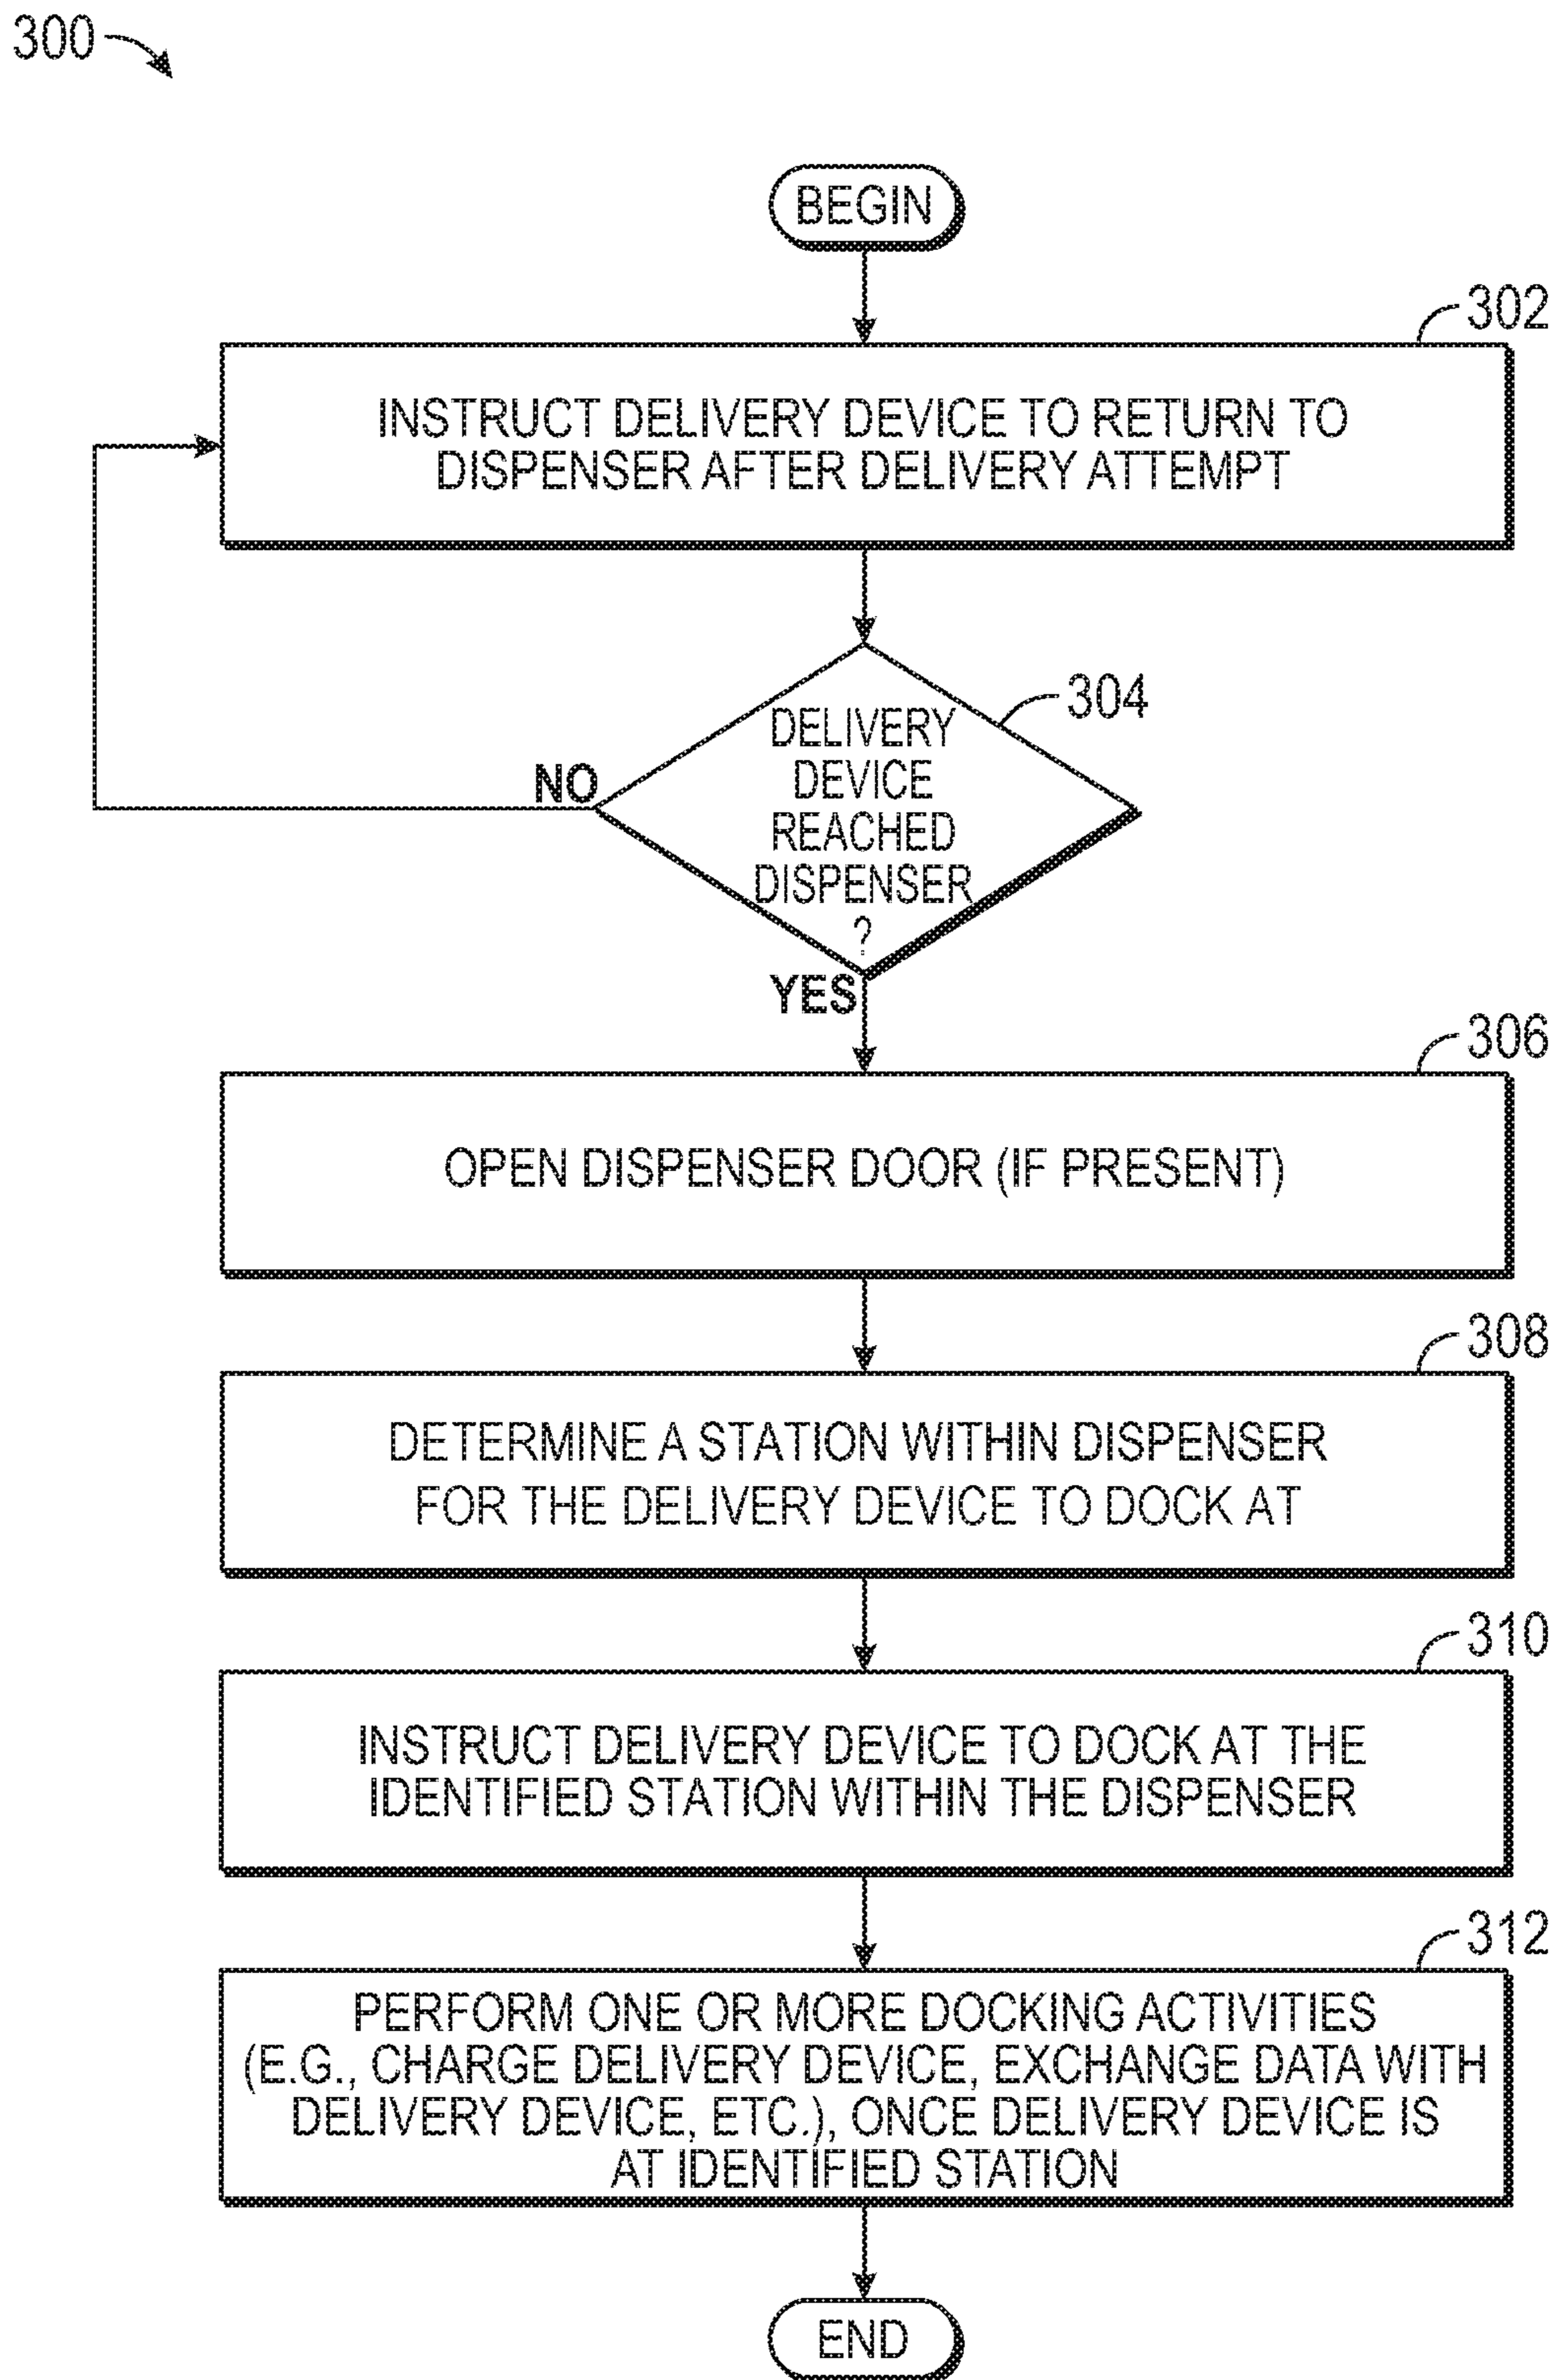 300
BEGIN
302
INSTRUCT DELIVERY DEVICE TO RETURN TO
DISPENSER AFTER DELIVERY ATTEMPT
304
DELIVERY
DEVICE
REACHED
DISPENSER
?
NO
YES
306
OPEN DISPENSER DOOR (IF PRESENT)
308
DETERMINE A STATION WITHIN DISPENSER
FOR THE DELIVERY DEVICE TO DOCK AT
310
INSTRUCT DELIVERY DEVICE TO DOCK AT THE
IDENTIFIED STATION WITHIN THE DISPENSER
312
PERFORM ONE OR MORE DOCKING ACTIVITIES
(E.G., CHARGE DELIVERY DEVICE, EXCHANGE DATA WITH
DELIVERY DEVICE, ETC.), ONCE DELIVERY DEVICE IS
AT IDENTIFIED STATION
END